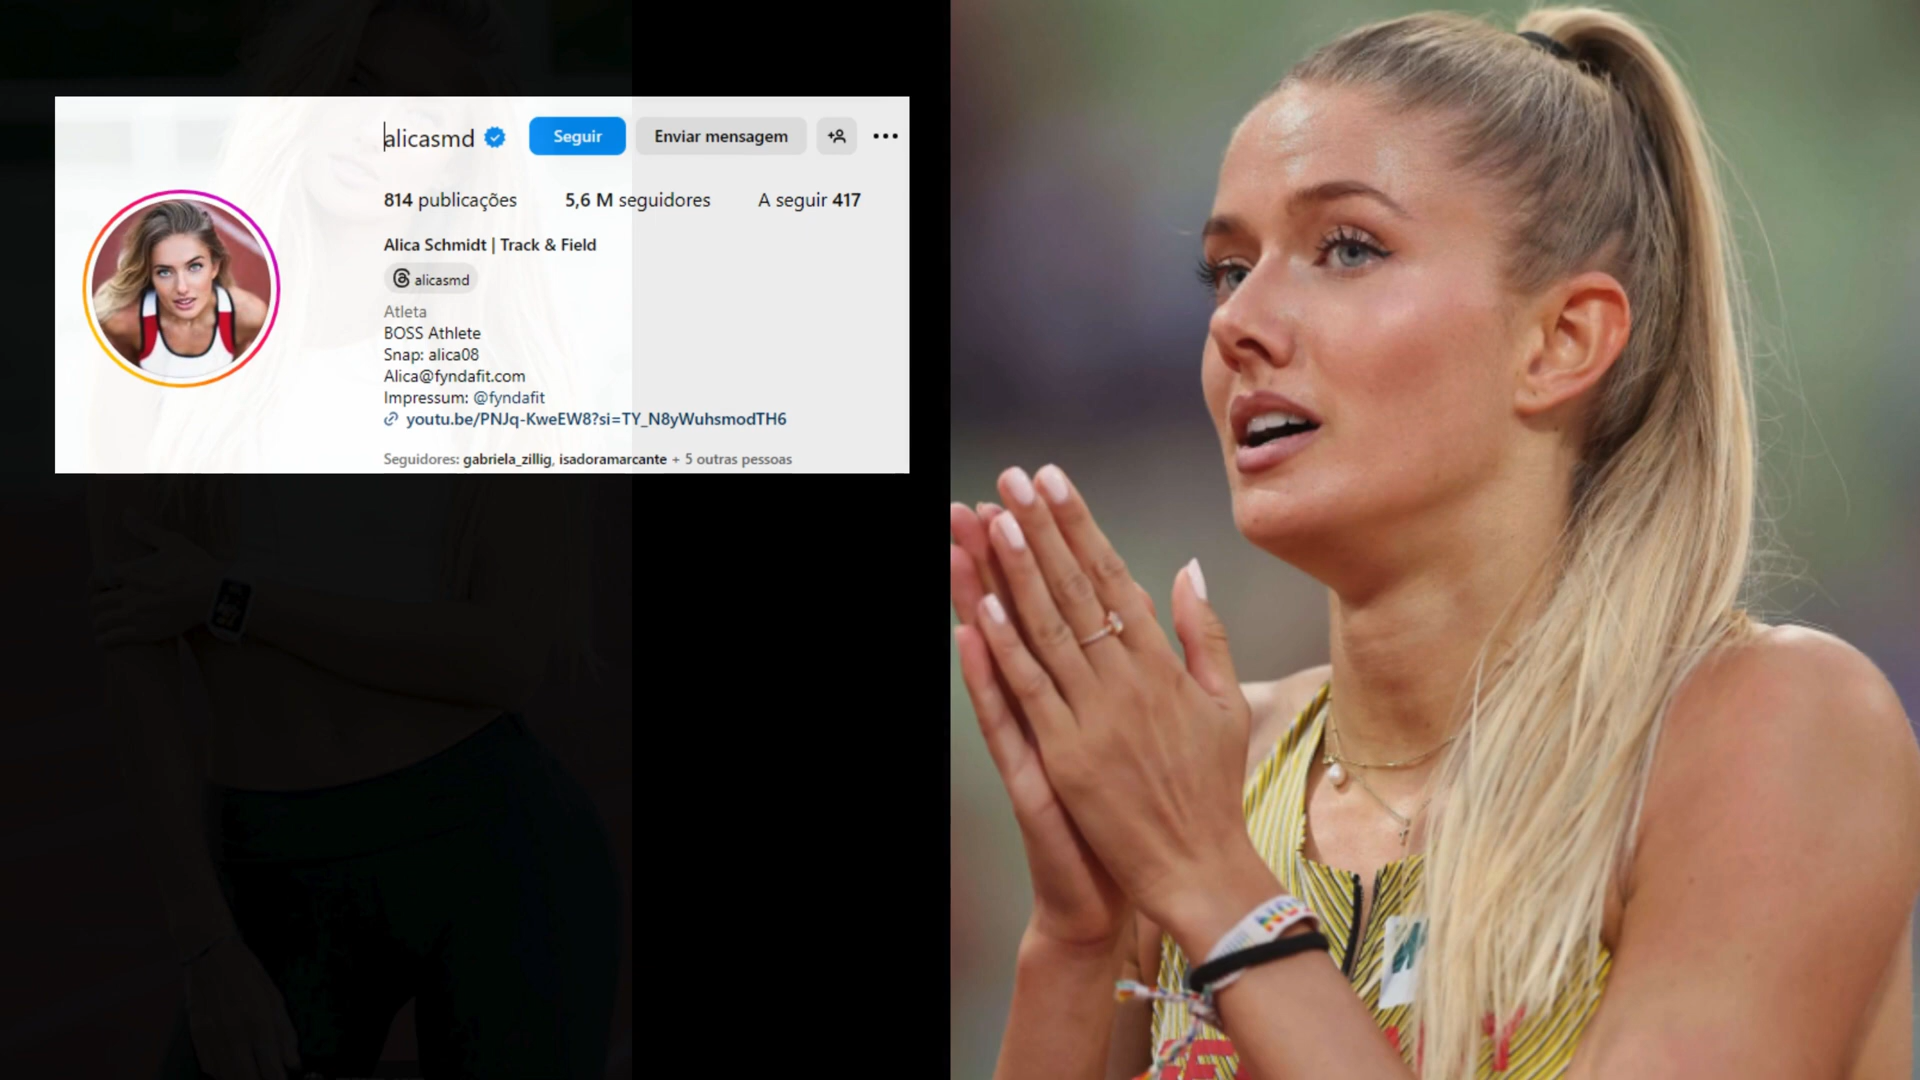 alicasmd
Seguir
Enviar mensagem
814 publicações
5,6 M seguidores
A seguir 417
Alica Schmidt | Track & Field
alicasmd
Atleta
BOSS Athlete
Snap: alica08
Alica@fyndafit.com
Impressum: @fyndafit
youtu.be/PNJq-KweEW8?si=TY_N8yWuhsmodTH6
Seguidores: gabriela_zillig, isadoramarcante + 5 outras pessoas